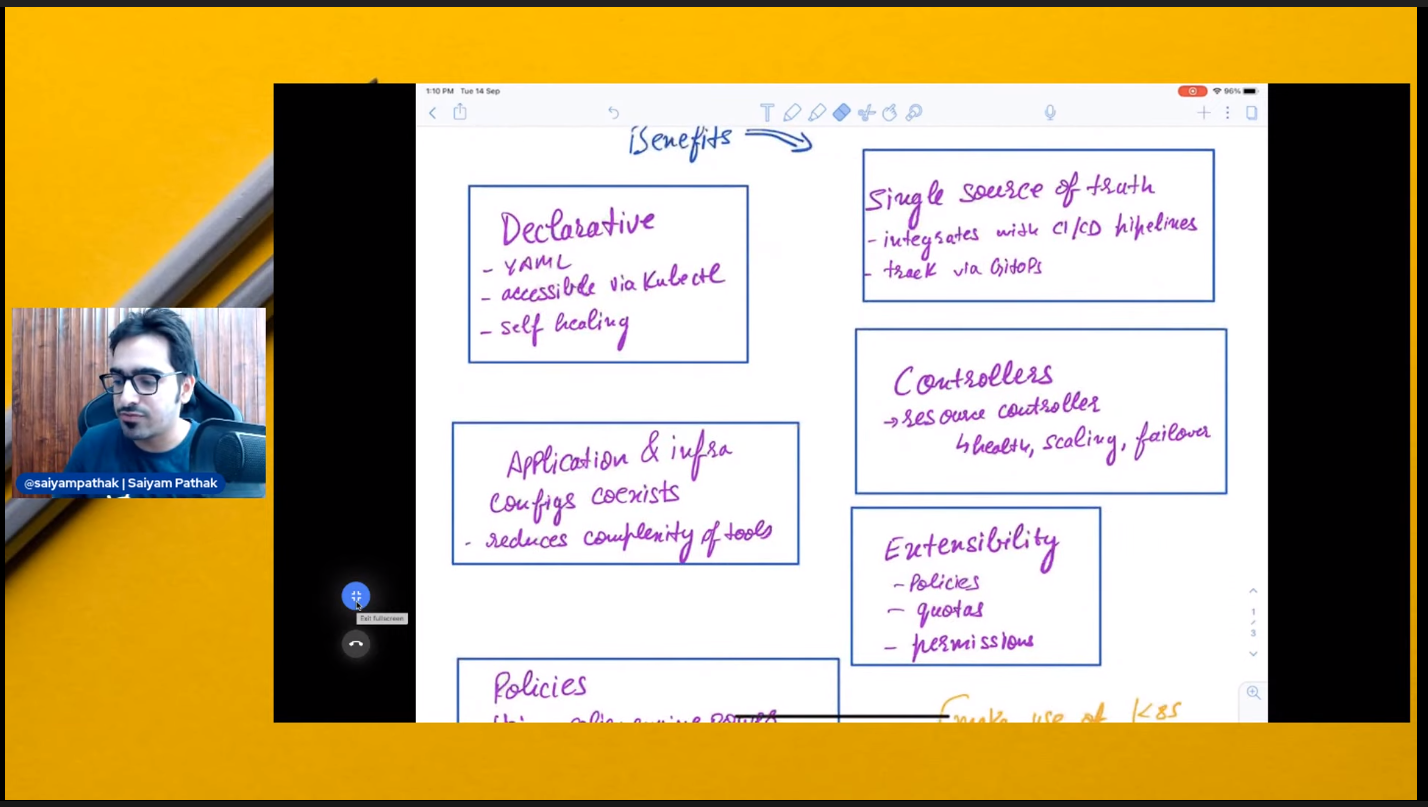 1:10 PM Tue 14 Sep
96%
Benefits
Declarative
- YAML
- accessible via Kubectl
- self healing
Single source of truth
- integrates with CI/CD pipelines
- track via GitOPs
Controllers
→ resource controller
↳ health, scaling, failover
Application & infra
configs coexists
- reduces complexity of tools
Extensibility
- Policies
- quotas
- permissions
1
/
3
Policies
make use of K8s
@saiyampathak | Saiyam Pathak
Exit fullscreen